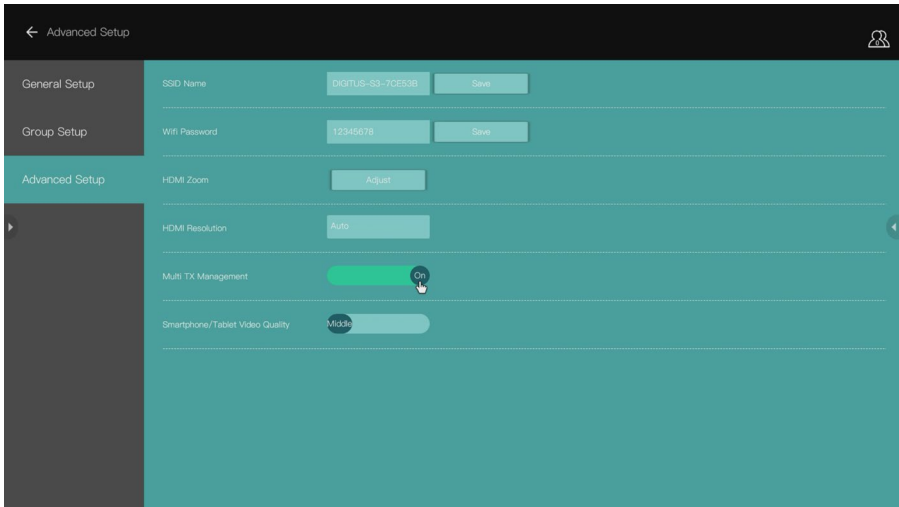 Advanced Setup
General Setup
Group Setup
Advanced Setup
SSID Name DIGITUS-S3-7CE53B Save
Wifi Password 12345678 Save
HDMI Zoom Adjust
HDMI Resolution Auto
Multi TX Management On
Smartphone/Tablet Video Quality Middle